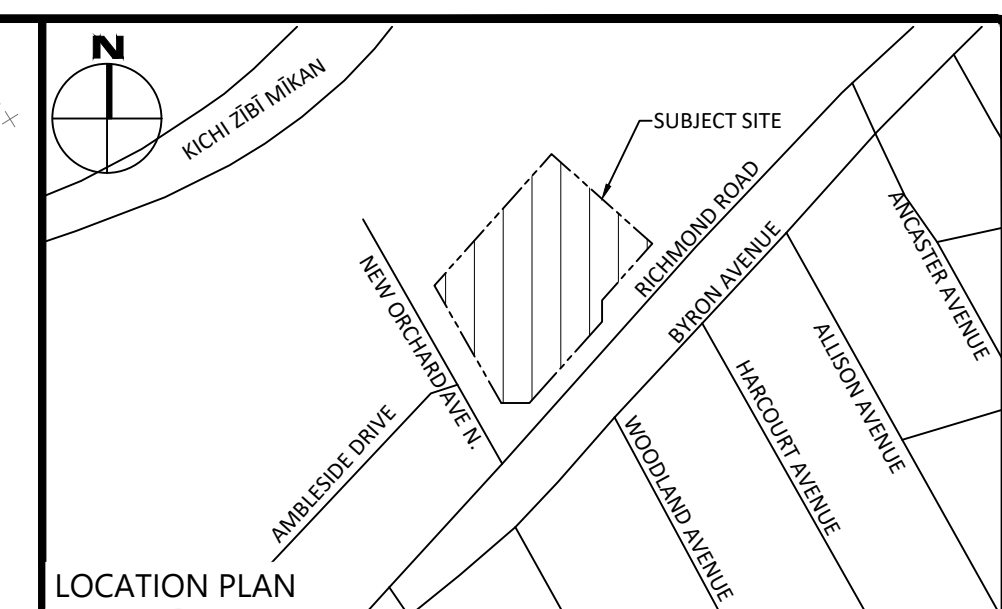 N
KICHI ZĪBĪ MĪKAN
SUBJECT SITE
RICHMOND ROAD
BYRON AVENUE
ANCASTER AVENUE
NEW ORCHARD AVE N.
ALLISON AVENUE
HARCOURT AVENUE
AMBLESIDE DRIVE
WOODLAND AVENUE
LOCATION PLAN